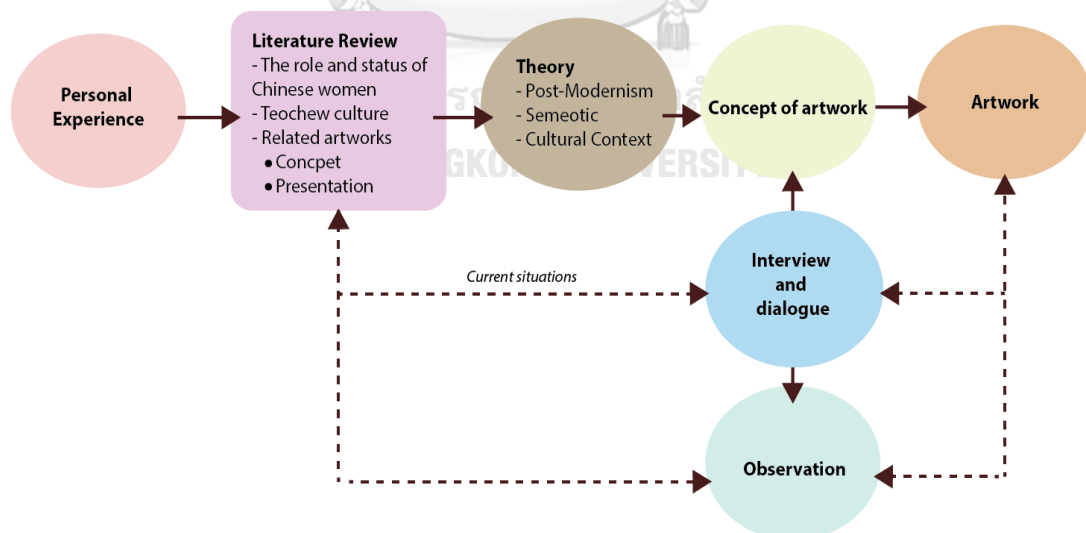 Personal
Experience
Literature Review
- The role and status of
Chinese women
- Teochew culture
- Related artworks
● Concpet
● Presentation
Theory
- Post-Modernism
- Semeotic
- Cultural Context
Concept of artwork
Artwork
Current situations
Interview
and
dialogue
Observation